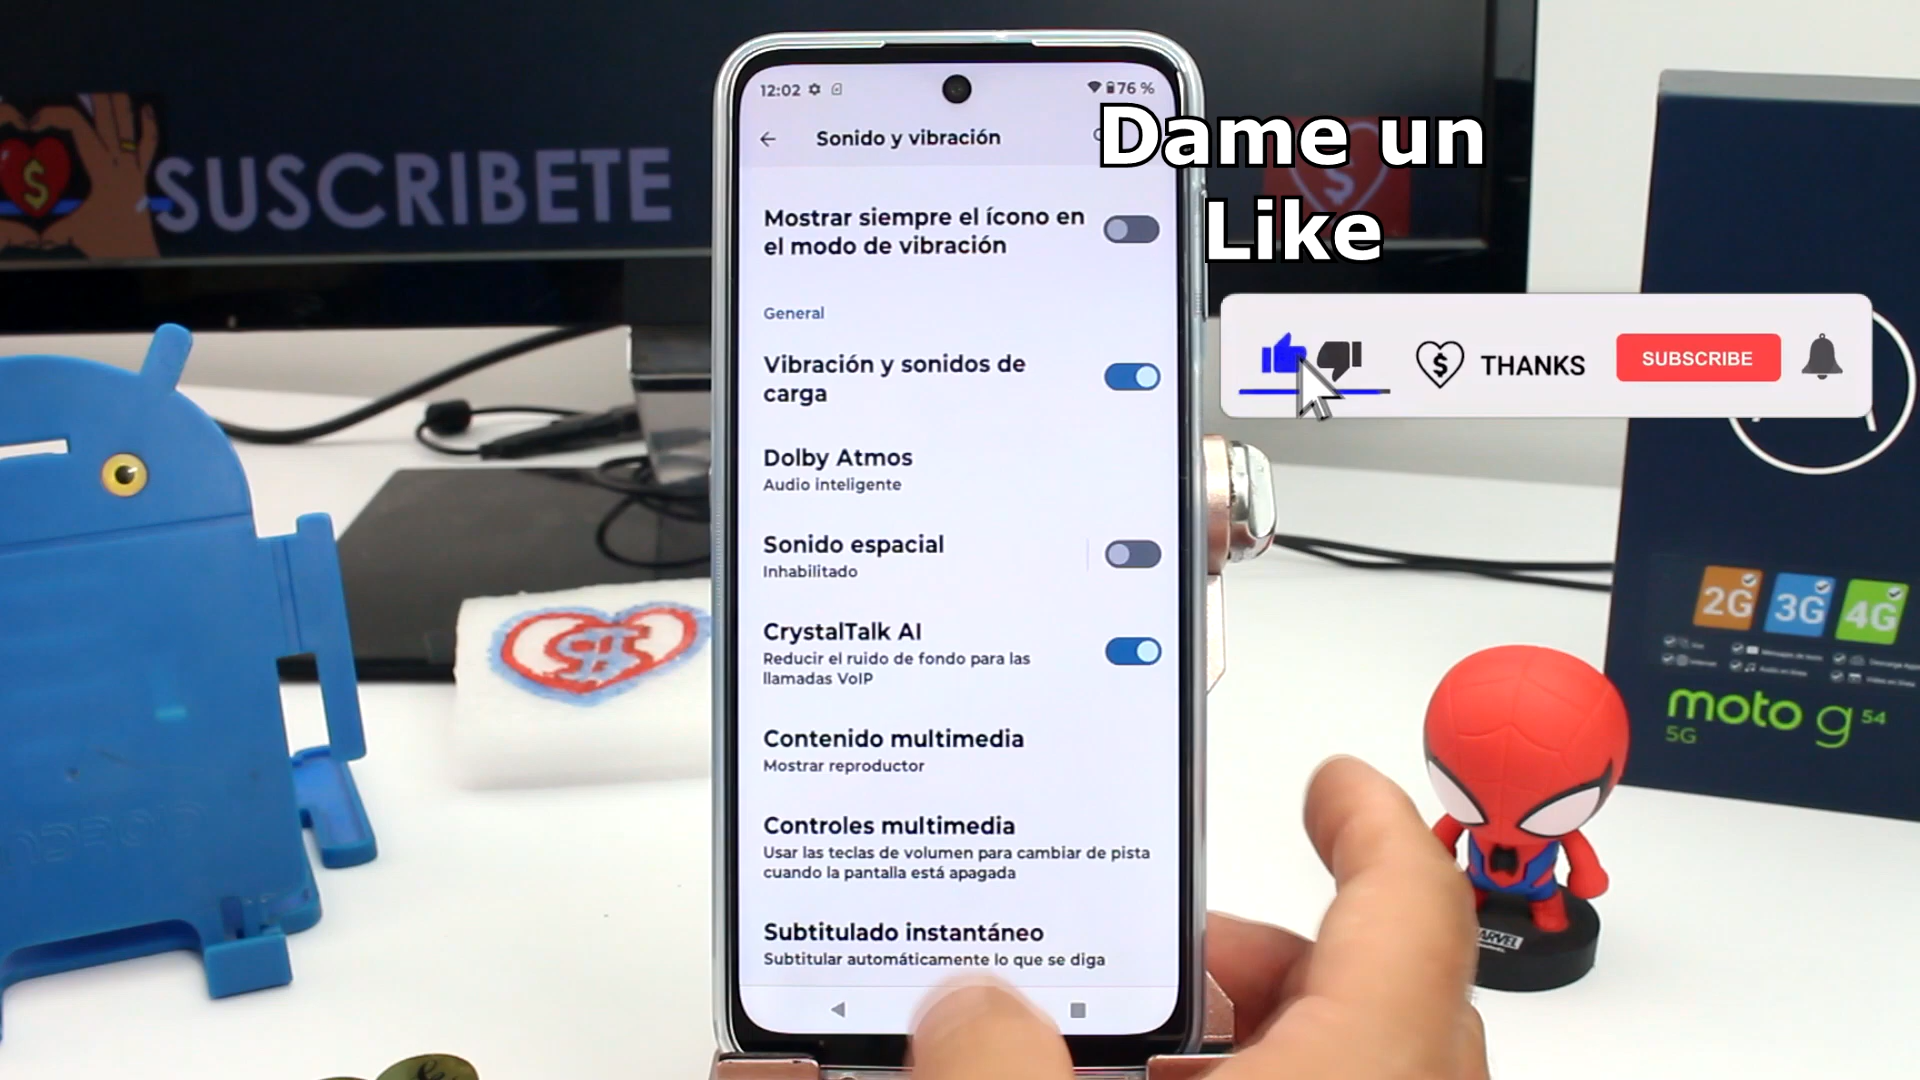 SUSCRIBETE
12:02
76 %
Sonido y vibración
Dame un
Like
Mostrar siempre el ícono en
el modo de vibración
General
Vibración y sonidos de
carga
Dolby Atmos
Audio inteligente
Sonido espacial
Inhabilitado
CrystalTalk AI
Reducir el ruido de fondo para las
llamadas VoIP
Contenido multimedia
Mostrar reproductor
Controles multimedia
Usar las teclas de volumen para cambiar de pista
cuando la pantalla está apagada
Subtitulado instantáneo
Subtitular automáticamente lo que se diga
$ THANKS
SUBSCRIBE
2G 3G 4G
moto g 54
5G
MARVEL